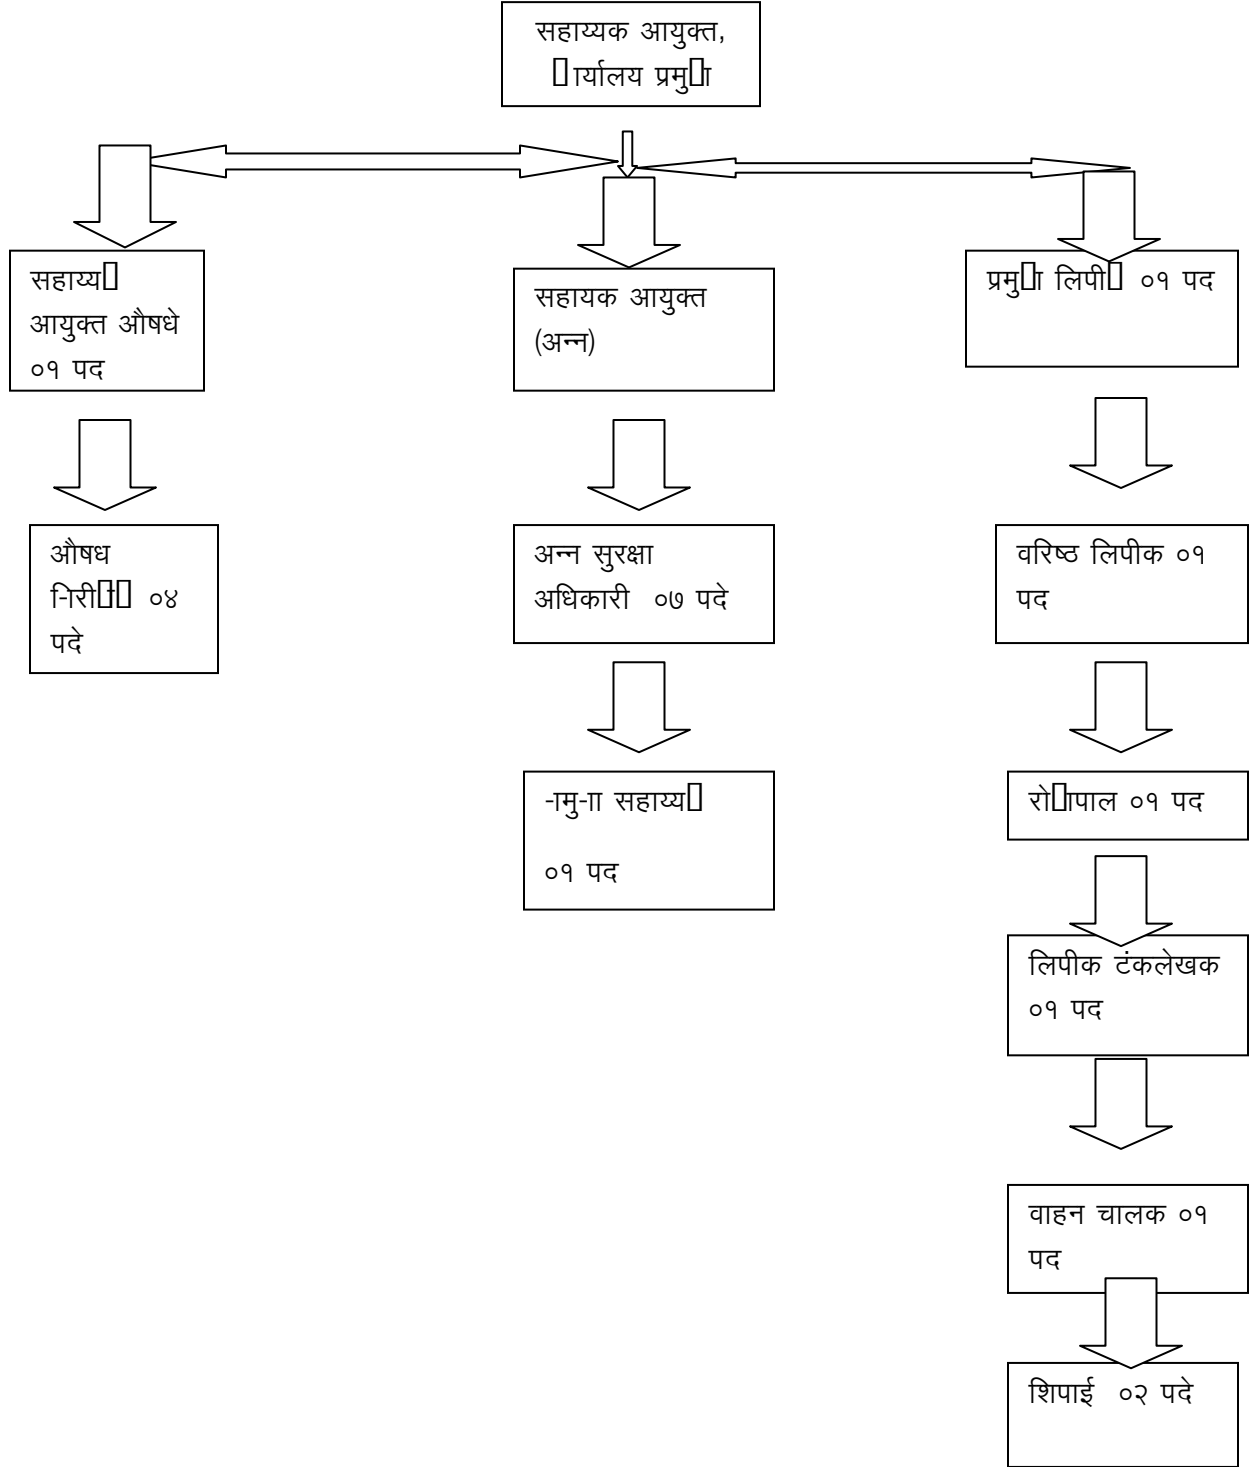 सहाय्यक आयुक्त,
सहाय्य
आयुक्त औषधे
०१ पद
सहायक आयुक्त
(अन्न)
लिपी ०१ पद
औषध
०४
पदे
अन्न सुरक्षा
अधिकारी ०७ पदे
वरिष्ठ लिपीक ०१
पद
सहाय्य
०१ पद
०१ पद
लिपीक टंकलेखक
०१ पद
वाहन चालक ०१
पद
शिपाई ०२ पदे